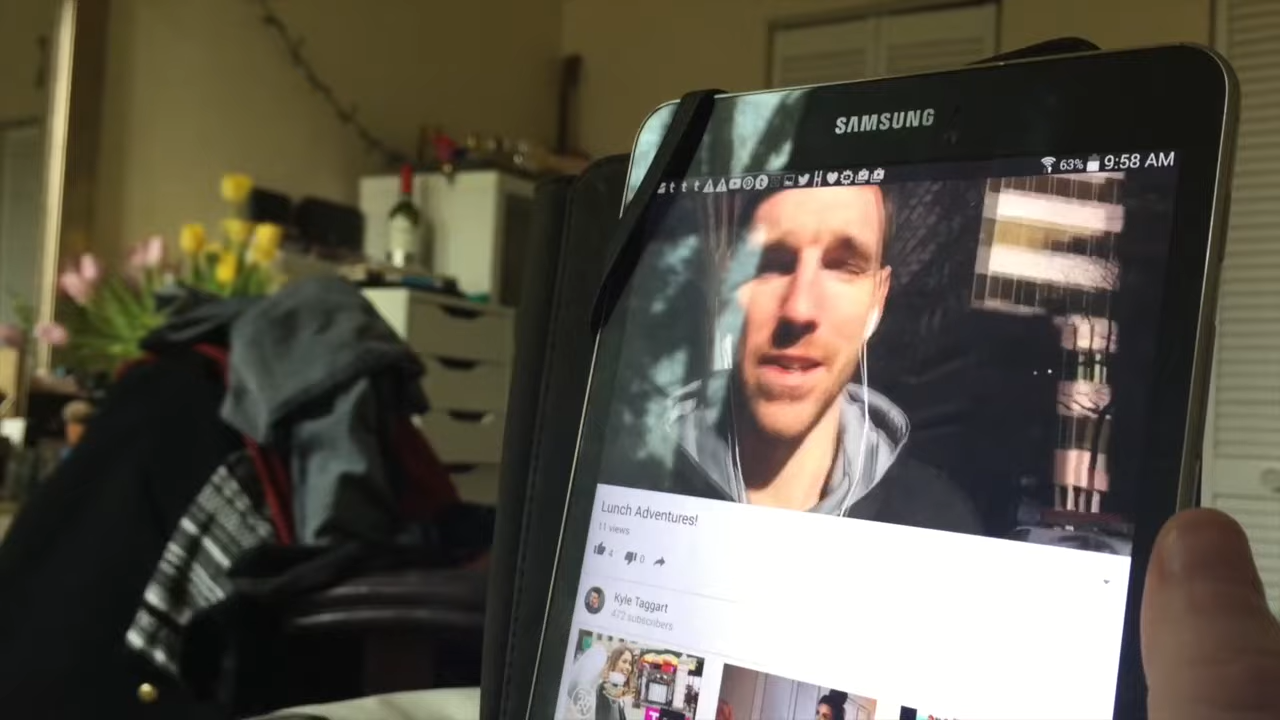 SAMSUNG
63% 9:58 AM
Lunch Adventures!
11 views
4 0
Kyle Taggart
472 subscribers